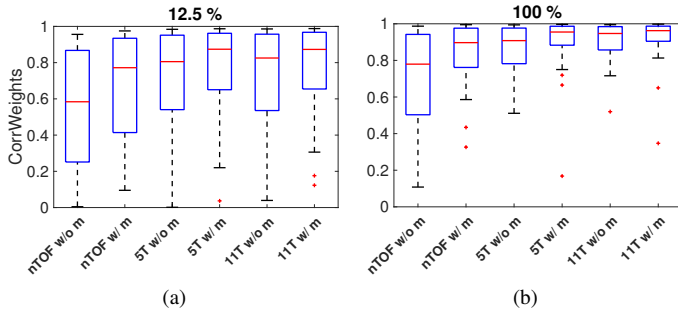 12.5 %
CorrWeights
1
0.8
0.6
0.4
0.2
0
nTOF w/o m
nTOF w/ m
5T w/o m
5T w/ m
11T w/o m
11T w/ m
(a)
100 %
1
0.8
0.6
0.4
0.2
0
nTOF w/o m
nTOF w/ m
5T w/o m
5T w/ m
11T w/o m
11T w/ m
(b)